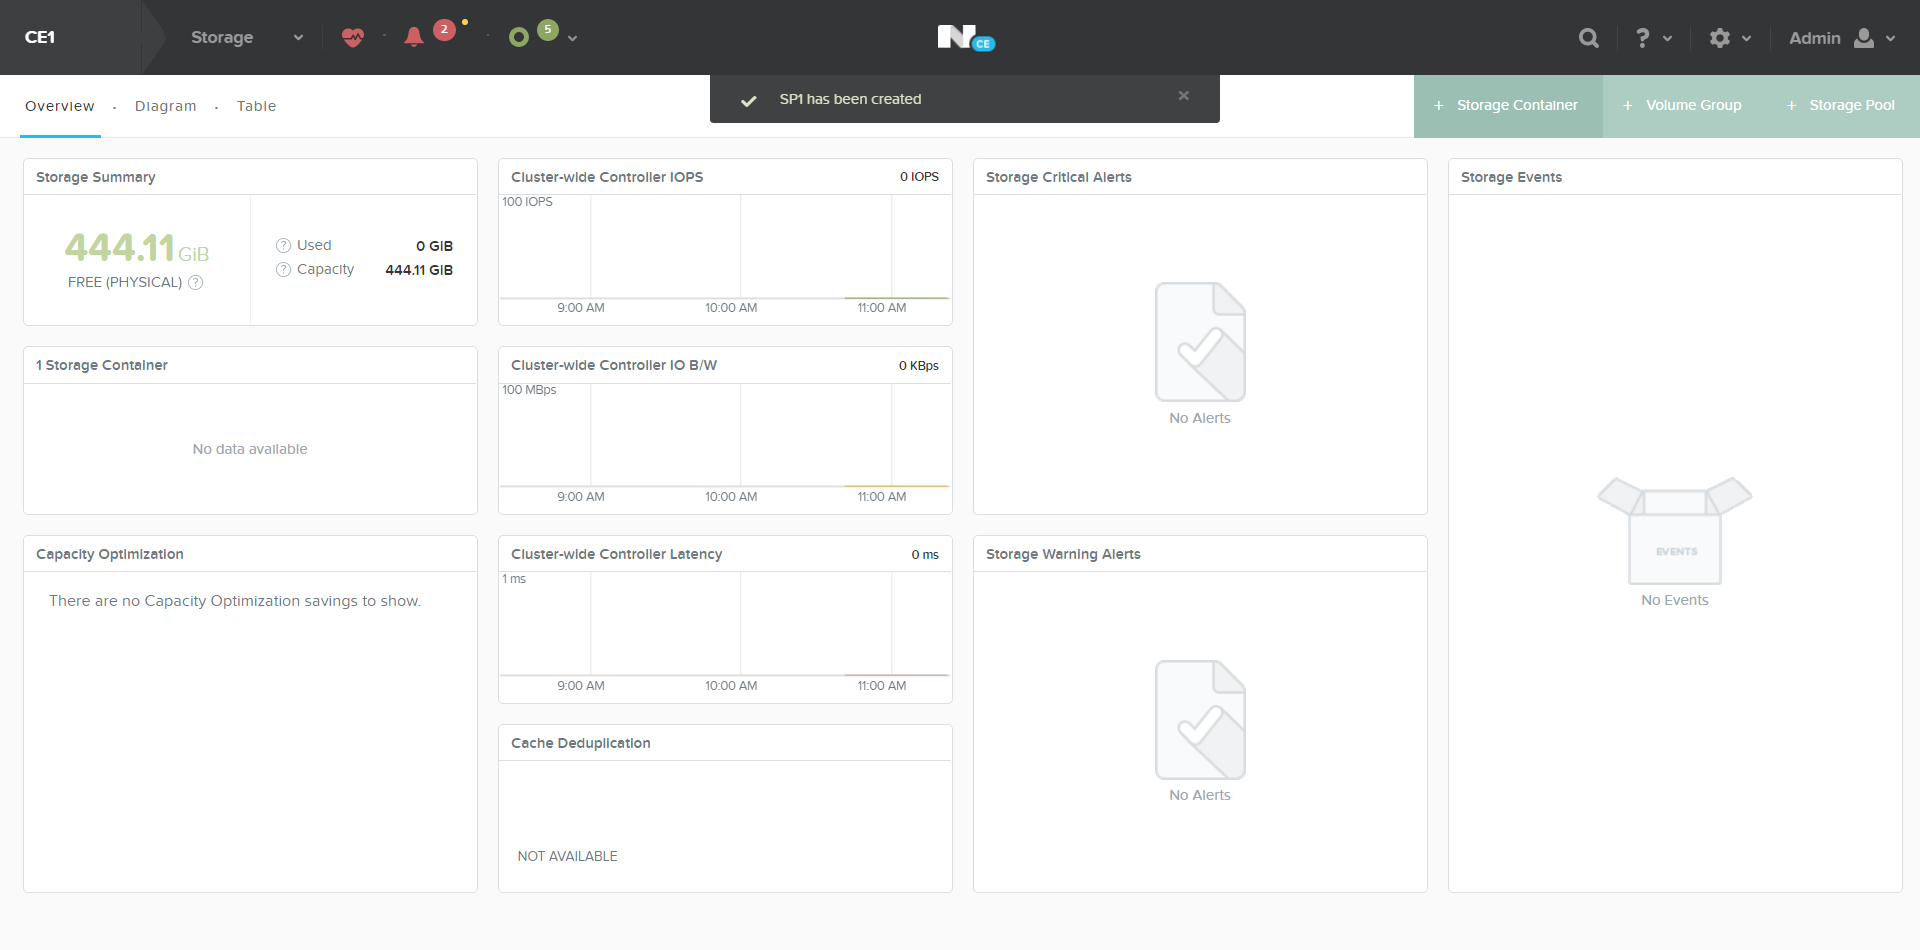 CE1
Storage
2
5
N CE
?
Admin
Overview
Diagram
Table
SP1 has been created
×
+ Storage Container
+ Volume Group
+ Storage Pool
Storage Summary
444.11 GiB
FREE (PHYSICAL) ?
? Used 0 GIB
? Capacity 444.11 GIB
1 Storage Container
No data available
Capacity Optimization
There are no Capacity Optimization savings to show.
Cluster-wide Controller IOPS 0 IOPS
100 IOPS
9:00 AM 10:00 AM 11:00 AM
Cluster-wide Controller IO B/W 0 KBps
100 MBps
9:00 AM 10:00 AM 11:00 AM
Cluster-wide Controller Latency 0 ms
1 ms
9:00 AM 10:00 AM 11:00 AM
Cache Deduplication
NOT AVAILABLE
Storage Critical Alerts
No Alerts
Storage Warning Alerts
No Alerts
Storage Events
EVENTS
No Events